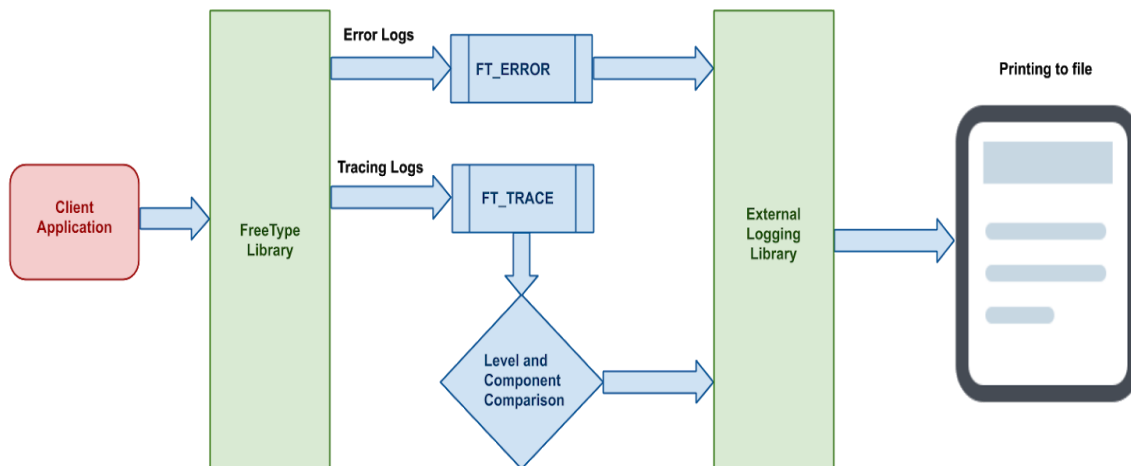 Error Logs
FT_ERROR
Printing to file
Tracing Logs
FT_TRACE
Client
Application
FreeType
Library
External
Logging
Library
Level and
Component
Comparison